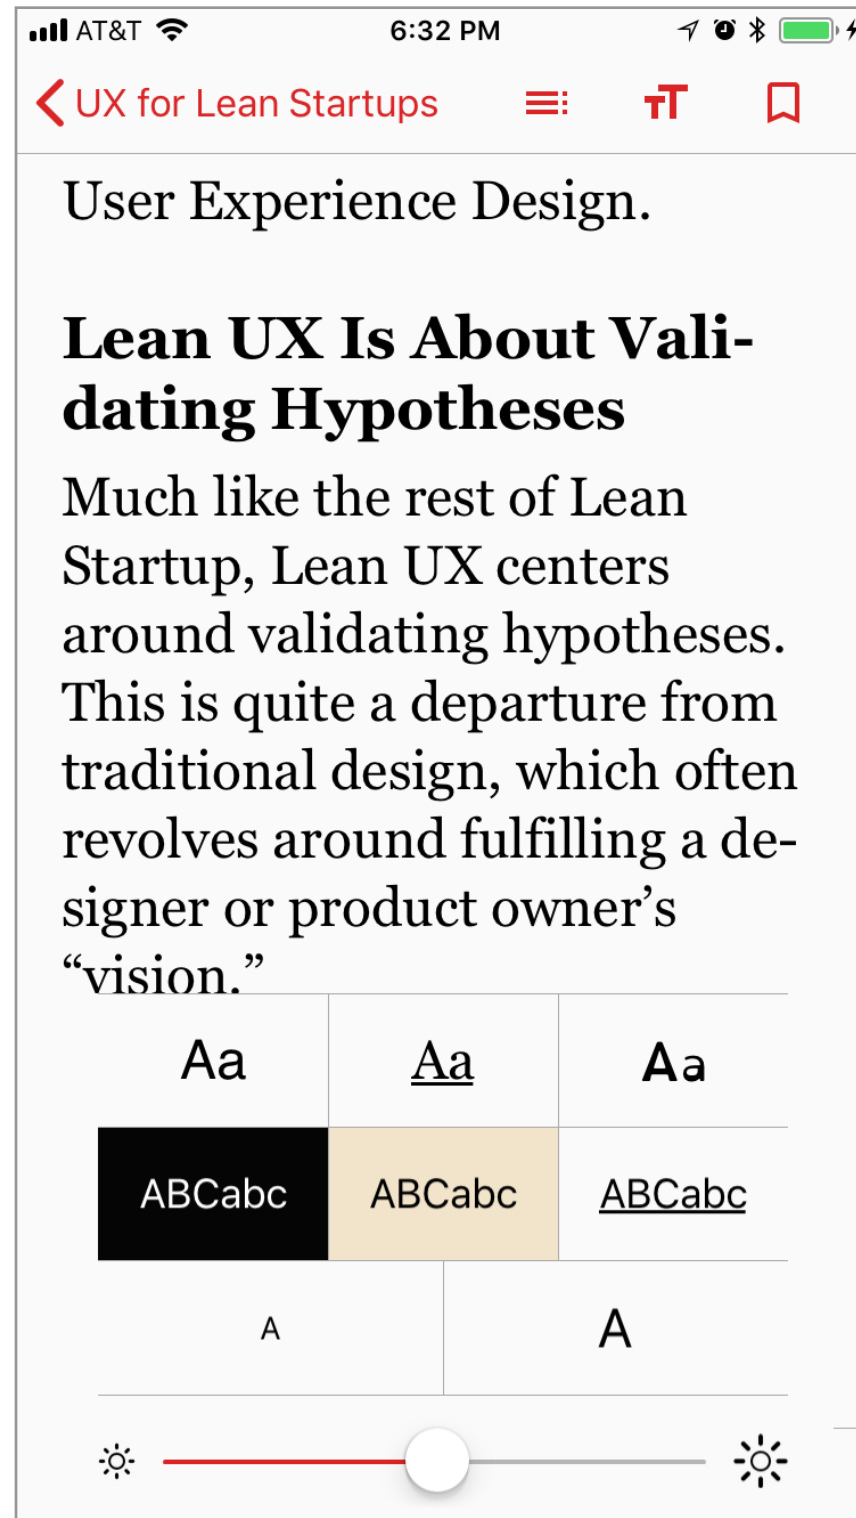 AT&T 6:32 PM
UX for Lean Startups TT
User Experience Design.
Lean UX Is About Vali-
dating Hypotheses
Much like the rest of Lean
Startup, Lean UX centers
around validating hypotheses.
This is quite a departure from
traditional design, which often
revolves around fulfilling a de-
signer or product owner’s
“vision.”
Aa Aa Aa
ABCabc ABCabc ABCabc
A A